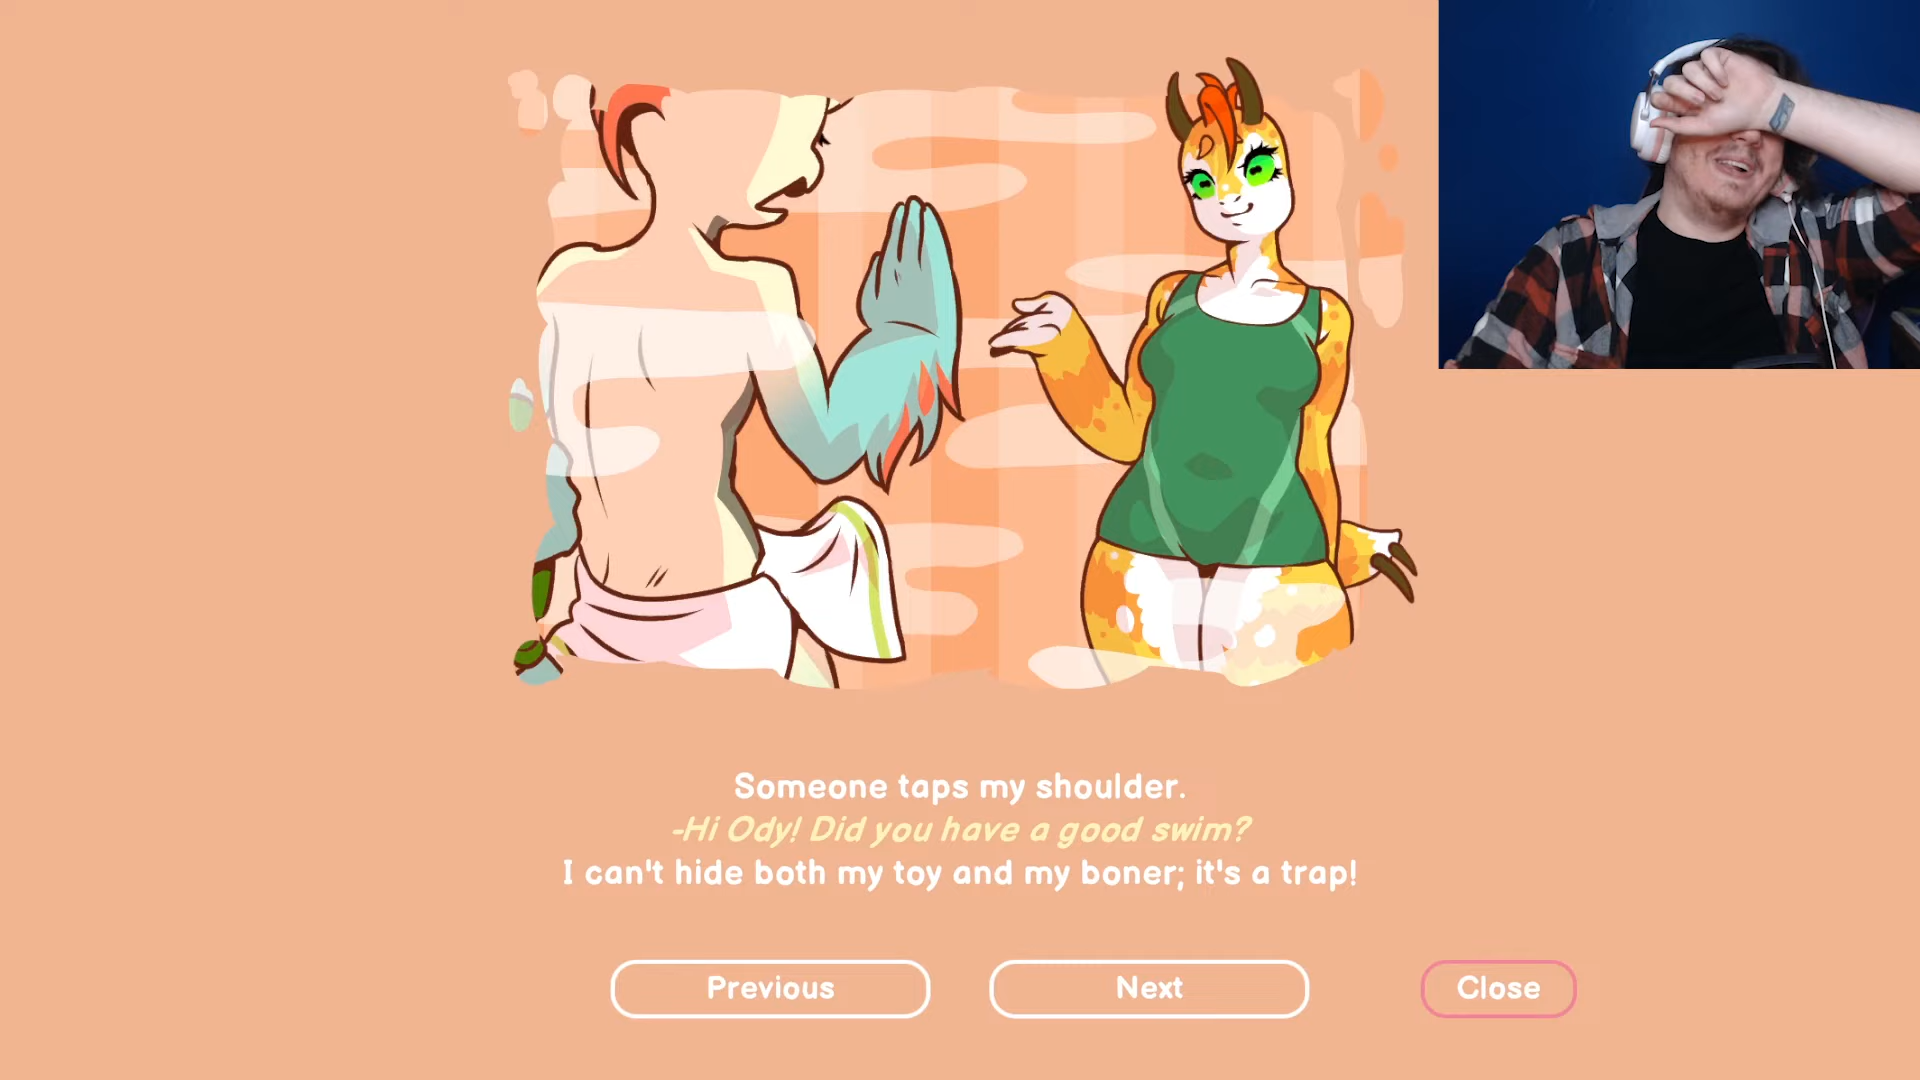 Someone taps my shoulder.
-Hi Ody! Did you have a good swim?
I can't hide both my toy and my boner; it's a trap!
Previous
Next
Close